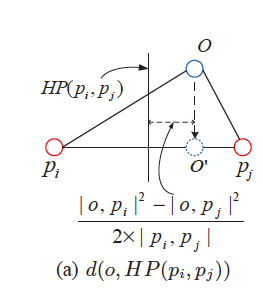 O
HP(p_i, p_j)
p_i O' p_j
| o, p_i |² − | o, p_j |²
2×| p_i, p_j |
(a) d(o, HP(p_i, p_j))